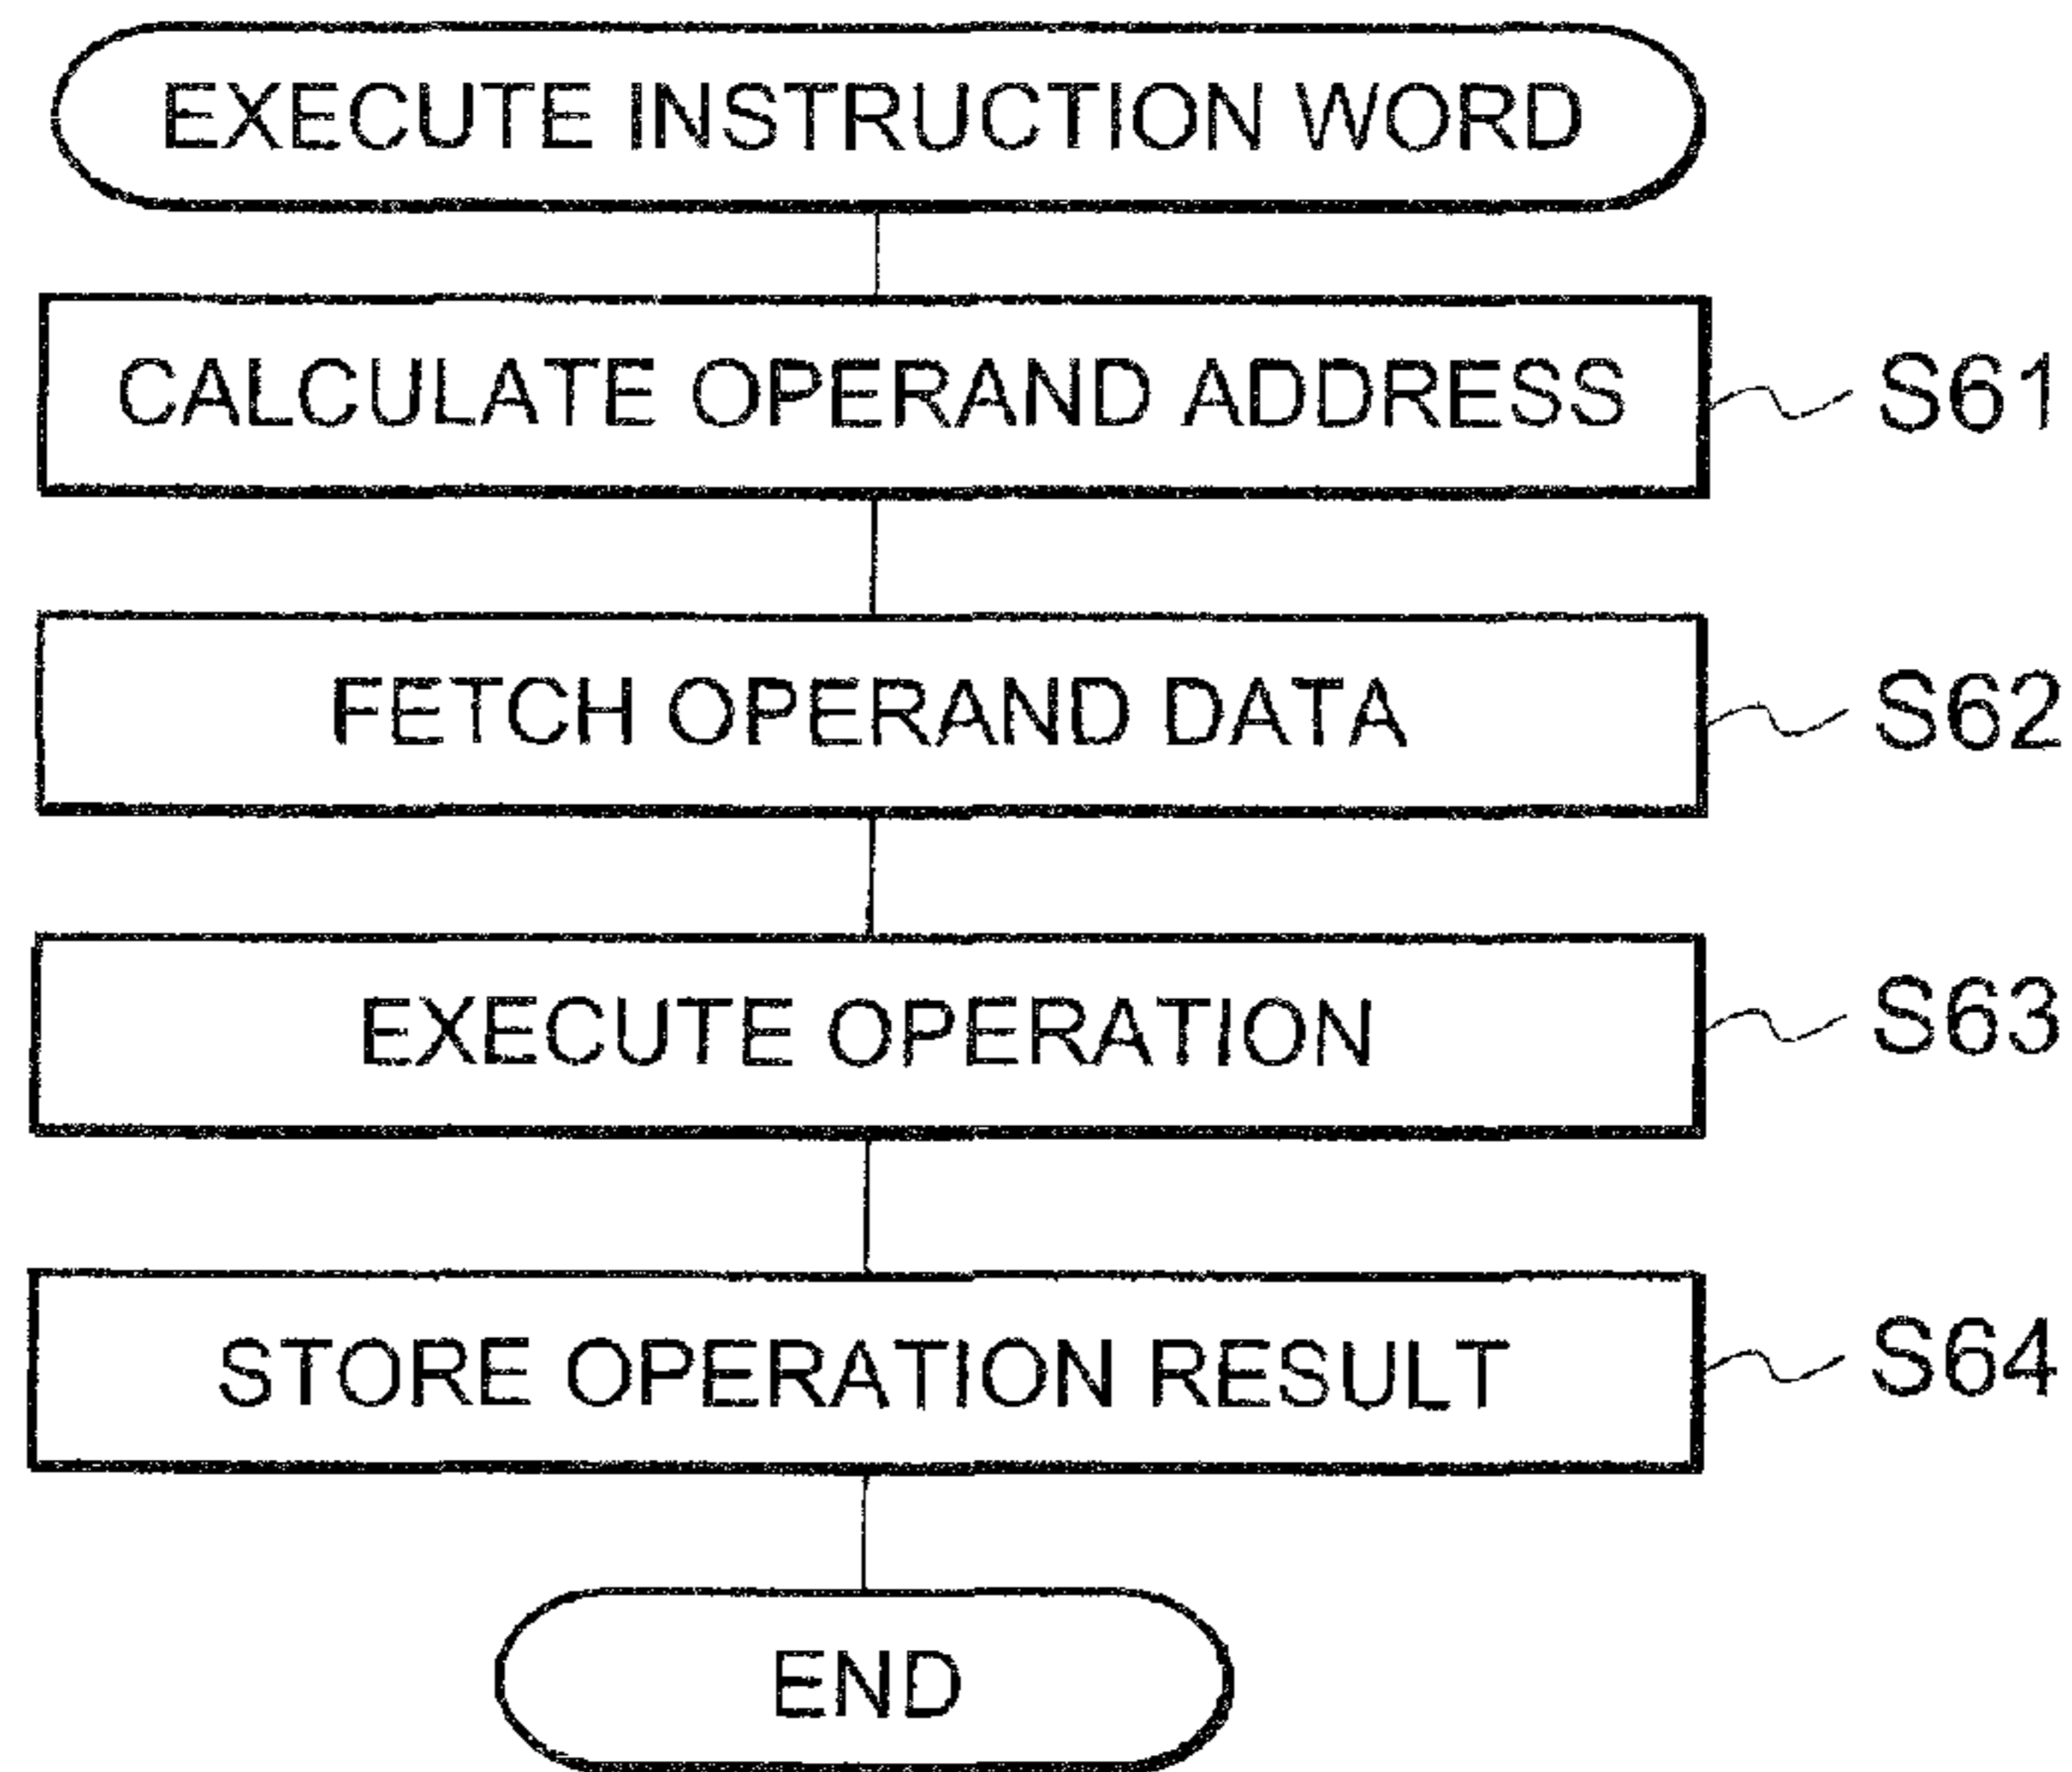 EXECUTE INSTRUCTION WORD
CALCULATE OPERAND ADDRESS S61
FETCH OPERAND DATA S62
EXECUTE OPERATION S63
STORE OPERATION RESULT S64
END